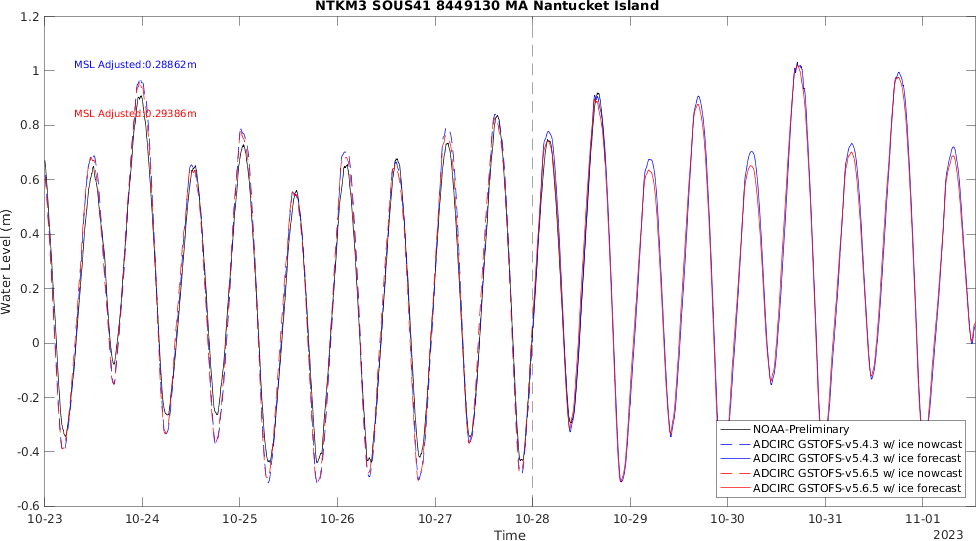 NTKM3 SOUS41 8449130 MA Nantucket Island
1.2
1
0.8
0.6
0.4
0.2
0
-0.2
-0.4
-0.6
Water Level (m)
MSL Adjusted:0.28862m
MSL Adjusted:0.29386m
NOAA-Preliminary
ADCIRC GSTOFS-v5.4.3 w/ ice nowcast
ADCIRC GSTOFS-v5.4.3 w/ ice forecast
ADCIRC GSTOFS-v5.6.5 w/ ice nowcast
ADCIRC GSTOFS-v5.6.5 w/ ice forecast
10-23 10-24 10-25 10-26 10-27 10-28 10-29 10-30 10-31 11-01
Time
2023